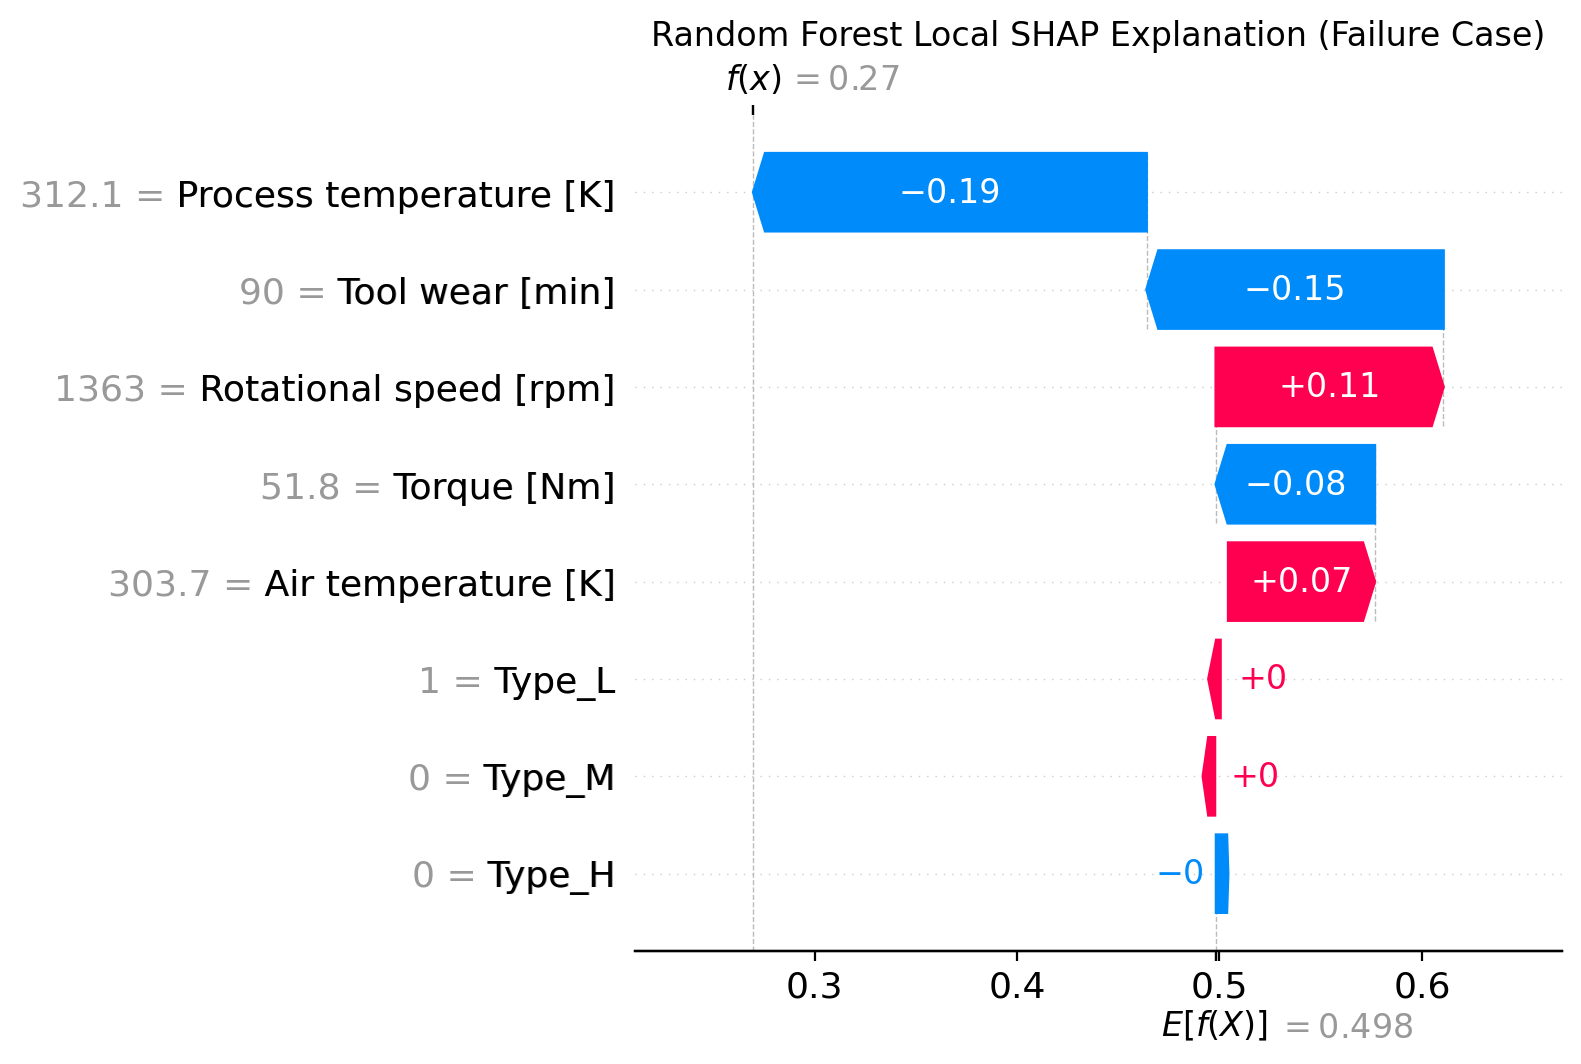 Random Forest Local SHAP Explanation (Failure Case)
f(x) = 0.27
312.1 = Process temperature [K] −0.19
90 = Tool wear [min] −0.15
1363 = Rotational speed [rpm] +0.11
51.8 = Torque [Nm] −0.08
303.7 = Air temperature [K] +0.07
1 = Type_L +0
0 = Type_M +0
0 = Type_H −0
0.3 0.4 0.5 0.6
E[f(X)] = 0.498